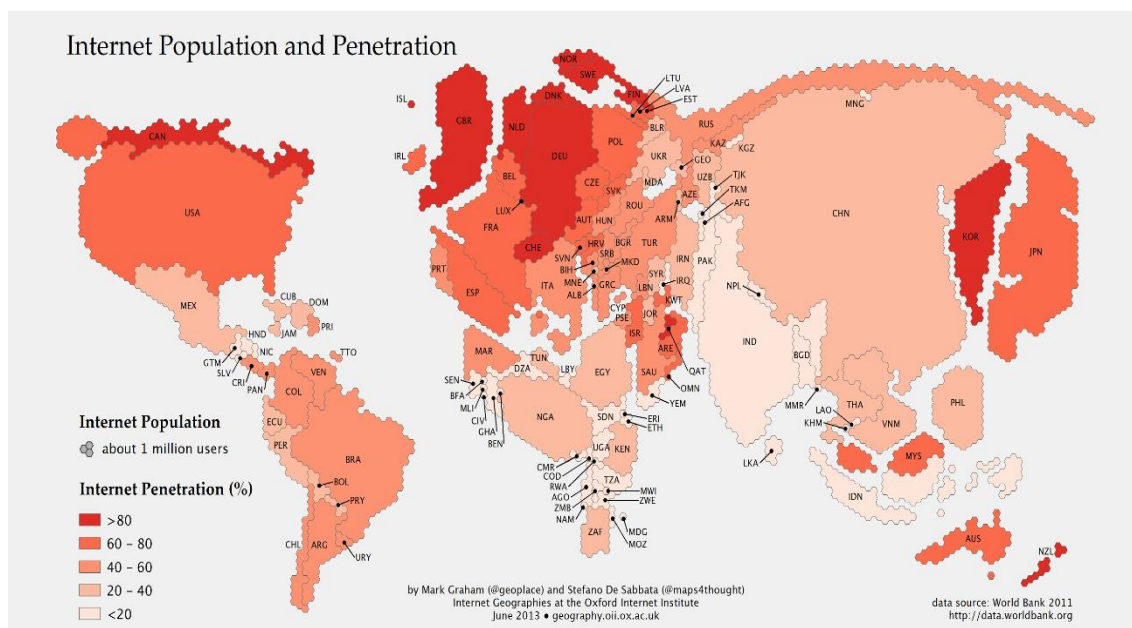 Internet Population and Penetration
NOR
SWE
FIN
LTU
LVA
EST
ISL
GBR
DNK
NLD
DEU
POL
BLR
RUS
MNG
CAN
IRL
BEL
LUX
CZE
SVK
UKR
MDA
GEO
KAZ
KGZ
UZB
TJK
TKM
AFG
USA
FRA
AUT
HUN
ROU
ARM
AZE
CHN
KOR
JPN
CHE
SVN
HRV
SRB
BGR
TUR
BIH
MKD
MNE
ALB
GRC
PRT
ESP
ITA
IRN
PAK
SYR
IRQ
LBN
CYP
PSE
JOR
KWT
NPL
MEX
CUB
DOM
JAM
PRI
HND
NIC
GTM
SLV
CRI
PAN
TTO
VEN
COL
ISR
ARE
QAT
SAU
OMN
YEM
IND
BGD
MAR
TUN
DZA
LBY
EGY
SEN
BFA
MLI
CIV
GHA
BEN
NGA
SDN
ERI
ETH
MMR
LAO
KHM
THA
VNM
PHL
ECU
PER
BRA
BOL
PRY
CHL
ARG
URY
CMR
COD
RWA
AGO
ZMB
NAM
UGA
KEN
TZA
MWI
ZWE
ZAF
MDG
MOZ
LKA
MYS
IDN
AUS
NZL
Internet Population
about 1 million users
Internet Penetration (%)
>80
60 - 80
40 - 60
20 - 40
<20
by Mark Graham (@geoplace) and Stefano De Sabbata (@maps4thought)
Internet Geographies at the Oxford Internet Institute
June 2013 • geography.oii.ox.ac.uk
data source: World Bank 2011
http://data.worldbank.org